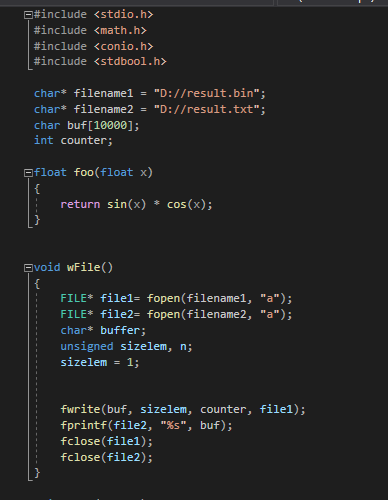 #include <stdio.h>
#include <math.h>
#include <conio.h>
#include <stdbool.h>
char* filename1 = "D://result.bin";
char* filename2 = "D://result.txt";
char buf[10000];
int counter;
float foo(float x)
{
return sin(x) * cos(x);
}
void wFile()
{
FILE* file1= fopen(filename1, "a");
FILE* file2= fopen(filename2, "a");
char* buffer;
unsigned sizelem, n;
sizelem = 1;
fwrite(buf, sizelem, counter, file1);
fprintf(file2, "%s", buf);
fclose(file1);
fclose(file2);
}